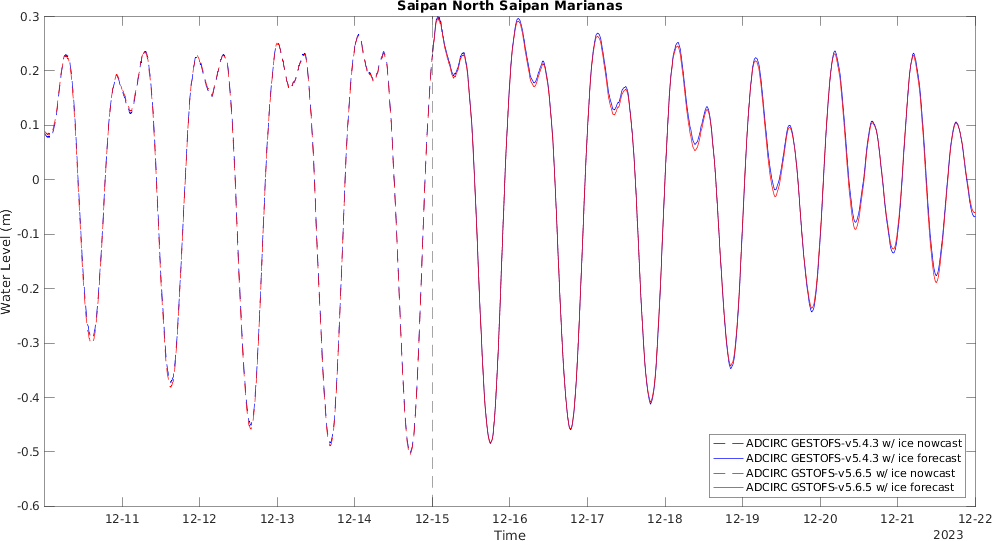 Saipan North Saipan Marianas
0.3
0.2
0.1
0
-0.1
-0.2
-0.3
-0.4
-0.5
-0.6
Water Level (m)
12-11 12-12 12-13 12-14 12-15 12-16 12-17 12-18 12-19 12-20 12-21 12-22
Time
2023
ADCIRC GESTOFS-v5.4.3 w/ ice nowcast
ADCIRC GESTOFS-v5.4.3 w/ ice forecast
ADCIRC GSTOFS-v5.6.5 w/ ice nowcast
ADCIRC GSTOFS-v5.6.5 w/ ice forecast